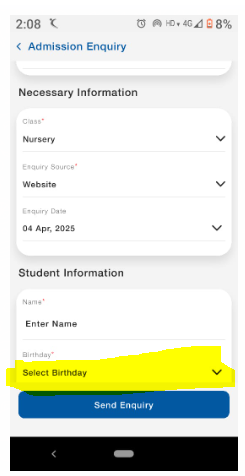 2:08 HD 4G 8%
< Admission Enquiry
Necessary Information
Class*
Nursery
Enquiry Source*
Website
Enquiry Date
04 Apr, 2025
Student Information
Name*
Enter Name
Birthday*
Select Birthday
Send Enquiry